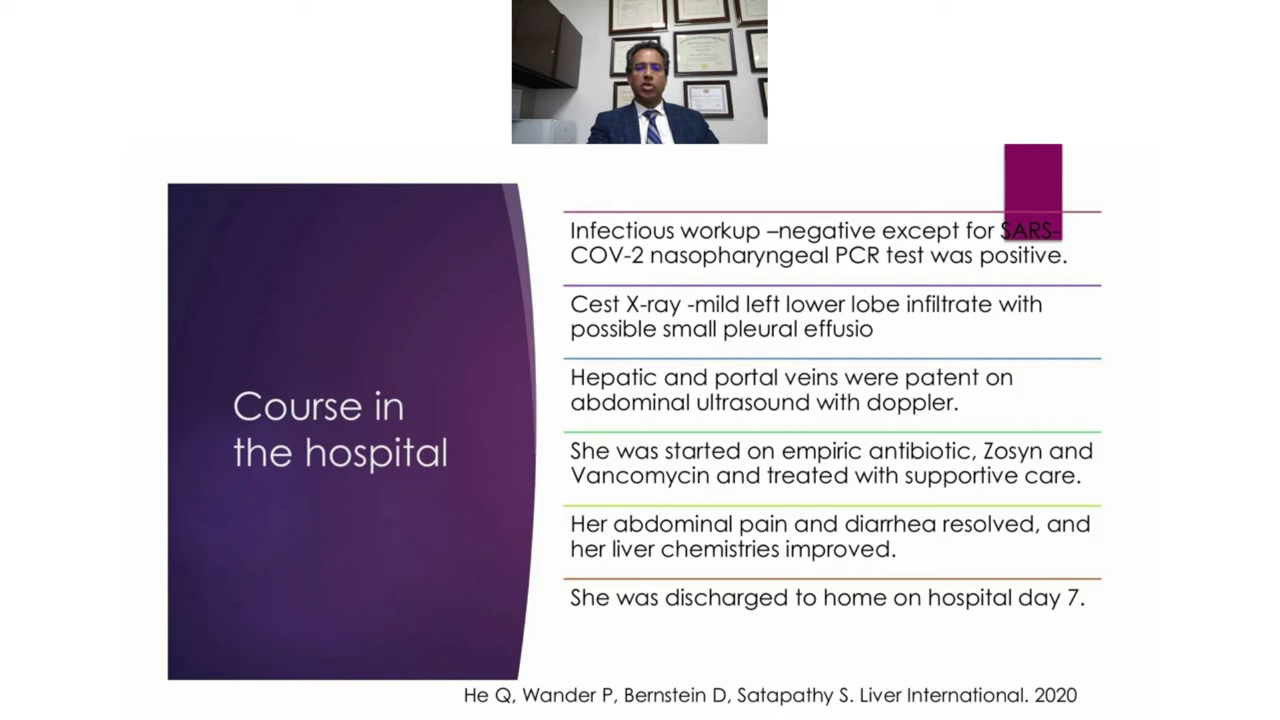 Course in
the hospital
Infectious workup –negative except for SARS-
COV-2 nasopharyngeal PCR test was positive.
Cest X-ray -mild left lower lobe infiltrate with
possible small pleural effusio
Hepatic and portal veins were patent on
abdominal ultrasound with doppler.
She was started on empiric antibiotic, Zosyn and
Vancomycin and treated with supportive care.
Her abdominal pain and diarrhea resolved, and
her liver chemistries improved.
She was discharged to home on hospital day 7.
He Q, Wander P, Bernstein D, Satapathy S. Liver International. 2020